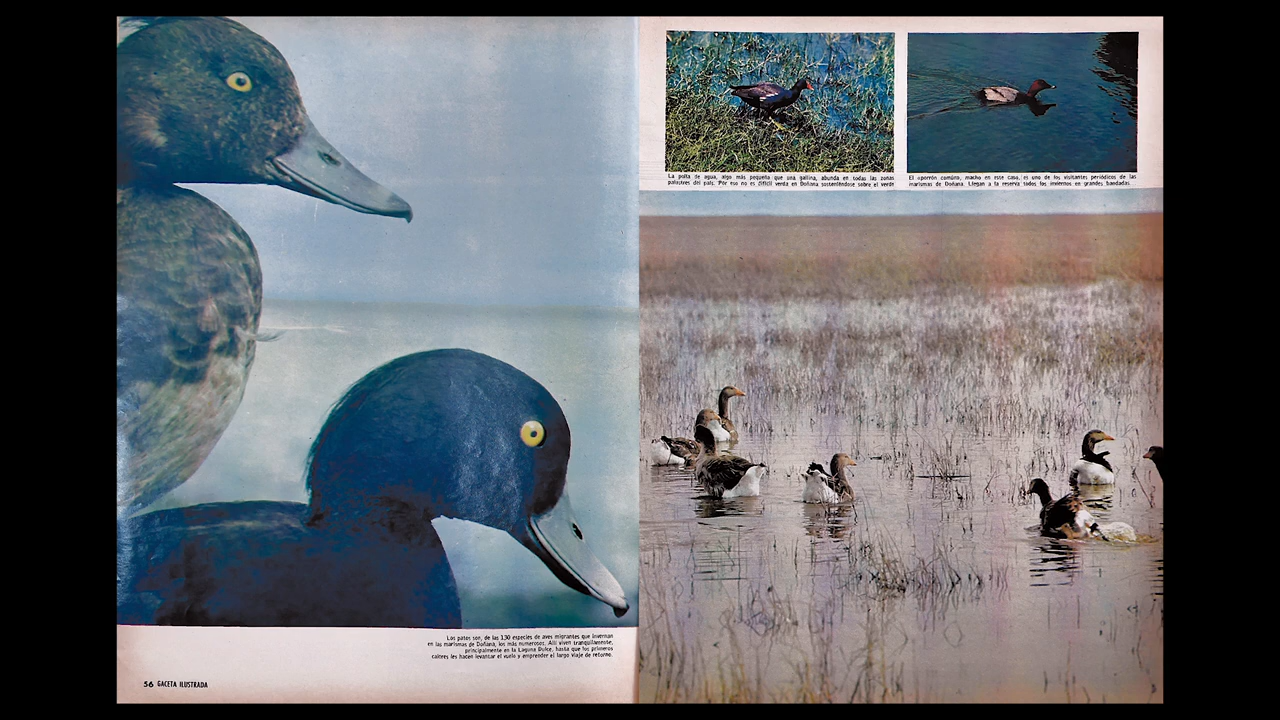 Los patos son, de las 130 especies de aves migrantes que invernan
en las marismas de Doñana, los más numerosos. Allí viven tranquilamente,
principalmente en la Laguna Dulce, hasta que los primeros
calores les hacen levantar el vuelo y emprender el largo viaje de retorno.
56 GACETA ILUSTRADA
La polla de agua, algo más pequeña que una gallina, abunda en todas las zonas
palustres del país. Por eso no es difícil verla en Doñana sosteniéndose sobre el verde
El «porrón común», macho en este caso, es uno de los visitantes periódicos de las
marismas de Doñana. Llegan a la reserva todos los inviernos en grandes bandadas.